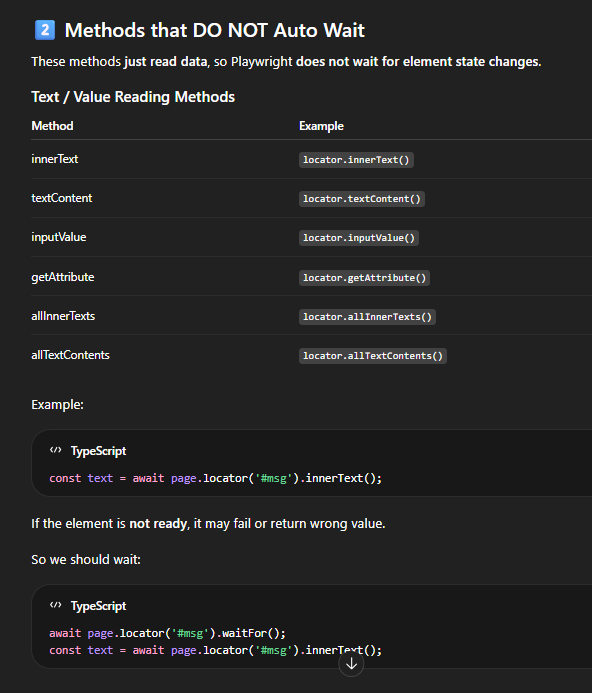 2 Methods that DO NOT Auto Wait
These methods just read data, so Playwright does not wait for element state changes.
Text / Value Reading Methods
Method Example
innerText locator.innerText()
textContent locator.textContent()
inputValue locator.inputValue()
getAttribute locator.getAttribute()
allInnerTexts locator.allInnerTexts()
allTextContents locator.allTextContents()
Example:
</> TypeScript
const text = await page.locator('#msg').innerText();
If the element is not ready, it may fail or return wrong value.
So we should wait:
</> TypeScript
await page.locator('#msg').waitFor();
const text = await page.locator('#msg').innerText();